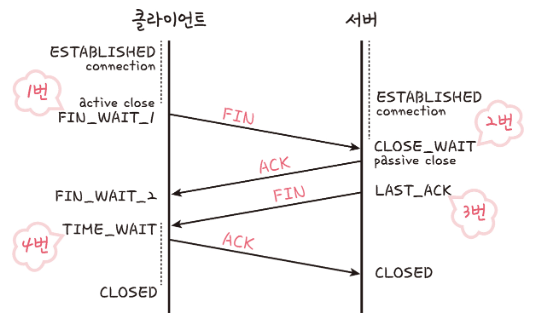 클라이언트
서버
ESTABLISHED
connection
1번
active close
FIN_WAIT_1
FIN
ESTABLISHED
connection
2번
CLOSE_WAIT
passive close
ACK
FIN_WAIT_2
FIN
LAST_ACK
3번
TIME_WAIT
4번
ACK
CLOSED
CLOSED